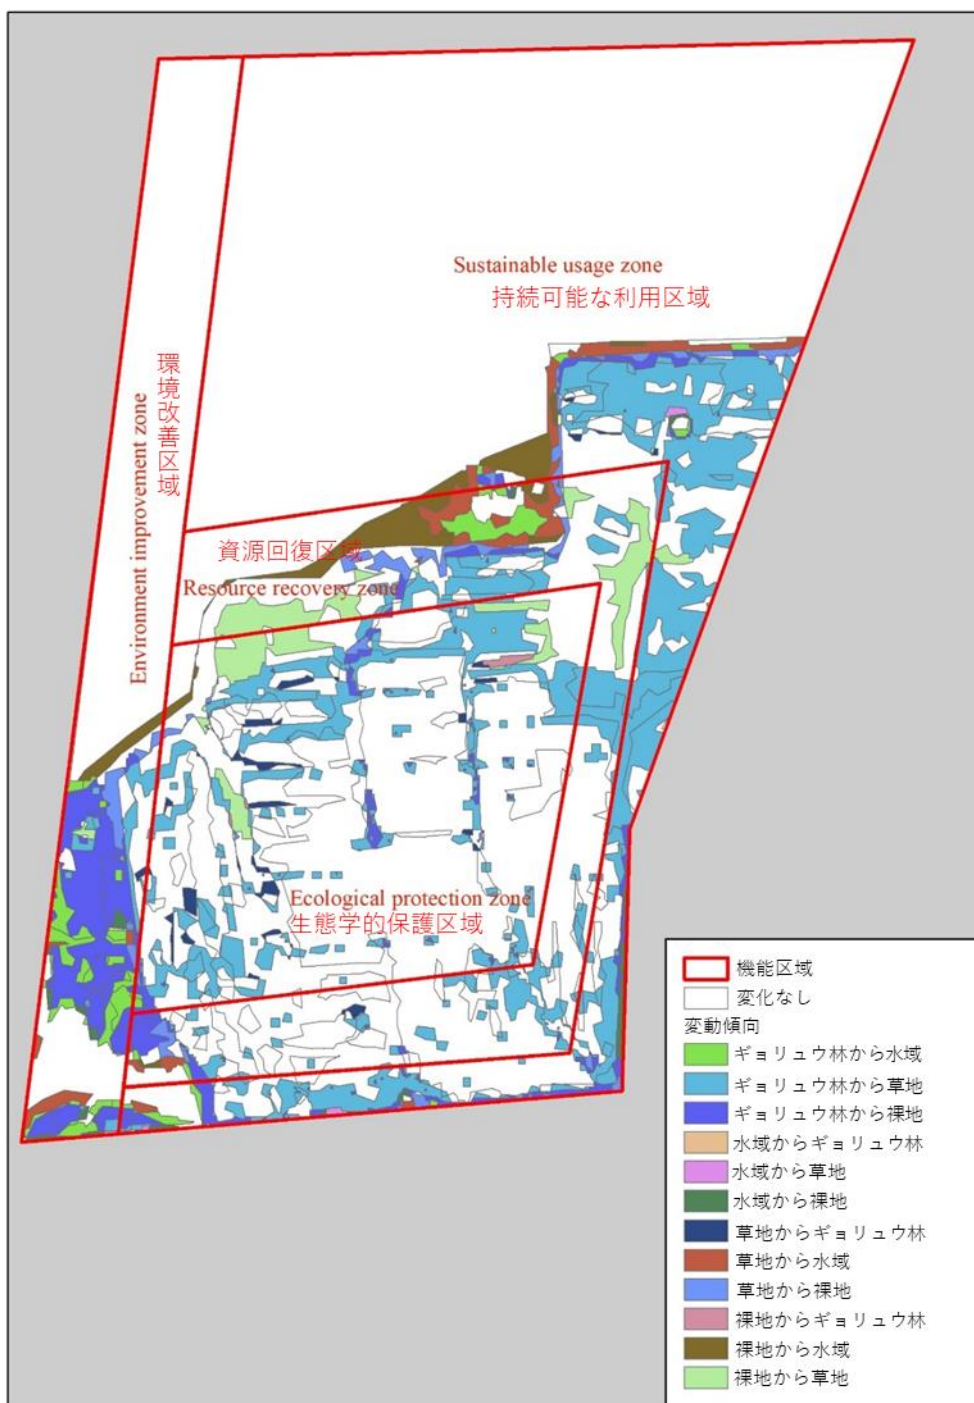 Sustainable usage zone
持続可能な利用区域
環境改善区域
Environment improvement zone
資源回復区域
Resource recovery zone
Ecological protection zone
生態学的保護区域
機能区域
変化なし
変動傾向
ギョリュウ林から水域
ギョリュウ林から草地
ギョリュウ林から裸地
水域からギョリュウ林
水域から草地
水域から裸地
草地からギョリュウ林
草地から水域
草地から裸地
裸地からギョリュウ林
裸地から水域
裸地から草地